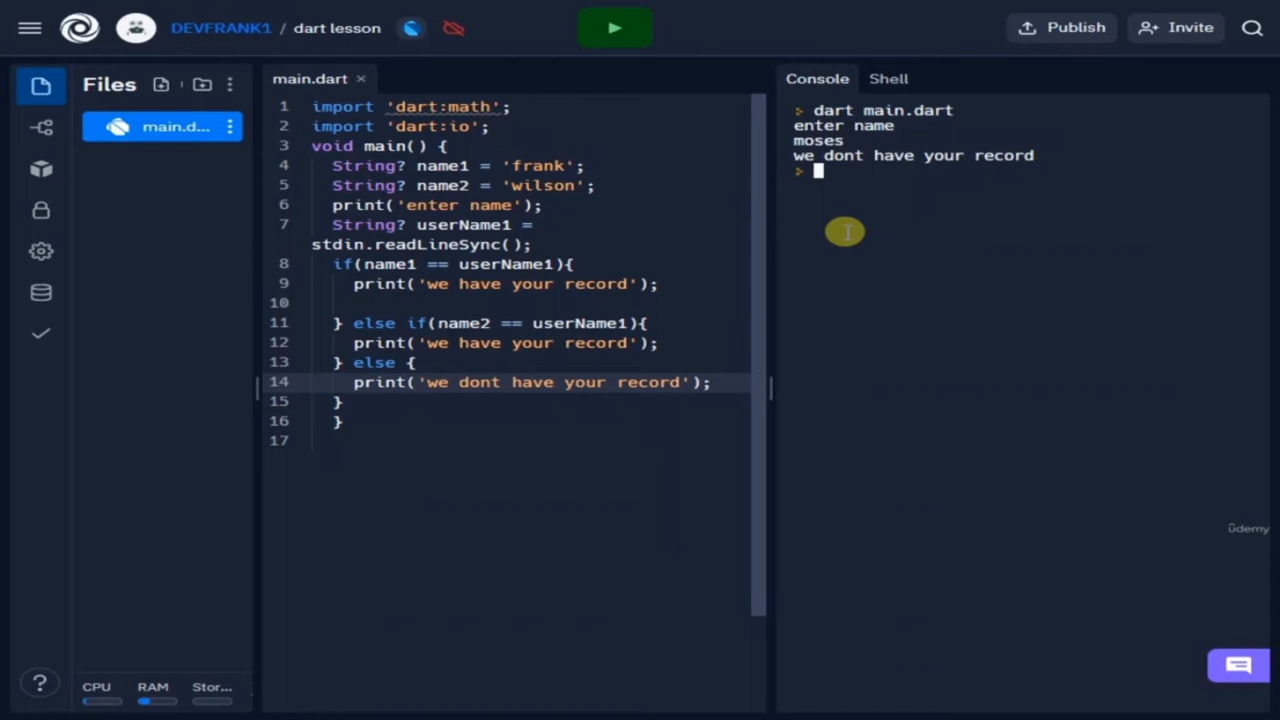 DEVFRANK1 / dart lesson
Publish
Invite
Files
main.d...
CPU
RAM
Stor...
main.dart ×
1 import 'dart:math';
2 import 'dart:io';
3 void main() {
4 String? name1 = 'frank';
5 String? name2 = 'wilson';
6 print('enter name');
7 String? userName1 =
stdin.readLineSync();
8 if(name1 == userName1){
9 print('we have your record');
10
11 } else if(name2 == userName1){
12 print('we have your record');
13 } else {
14 print('we dont have your record');
15 }
16 }
17
Console
Shell
> dart main.dart
enter name
moses
we dont have your record
>
ûdemy
?